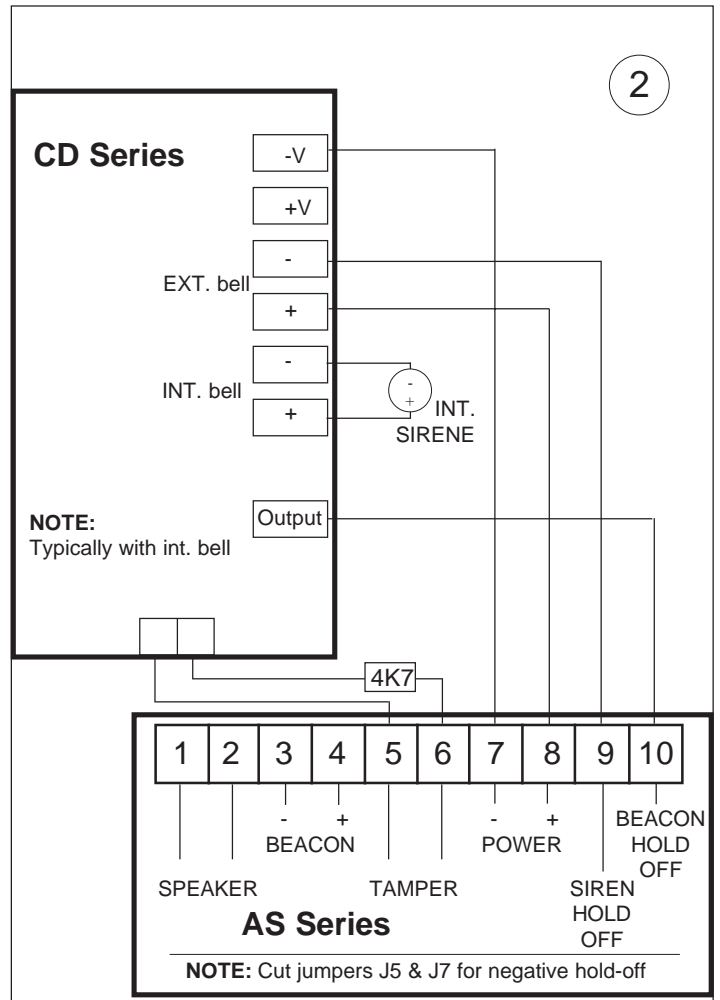 2
CD Series
-V
+V
-
EXT. bell
+
-
INT. bell
+
-
+
INT.
SIRENE
Output
NOTE:
Typically with int. bell
4K7
1 2 3 4 5 6 7 8 9 10
- + - +
BEACON
POWER
BEACON
HOLD
OFF
SPEAKER
TAMPER
SIREN
HOLD
OFF
AS Series
NOTE: Cut jumpers J5 & J7 for negative hold-off